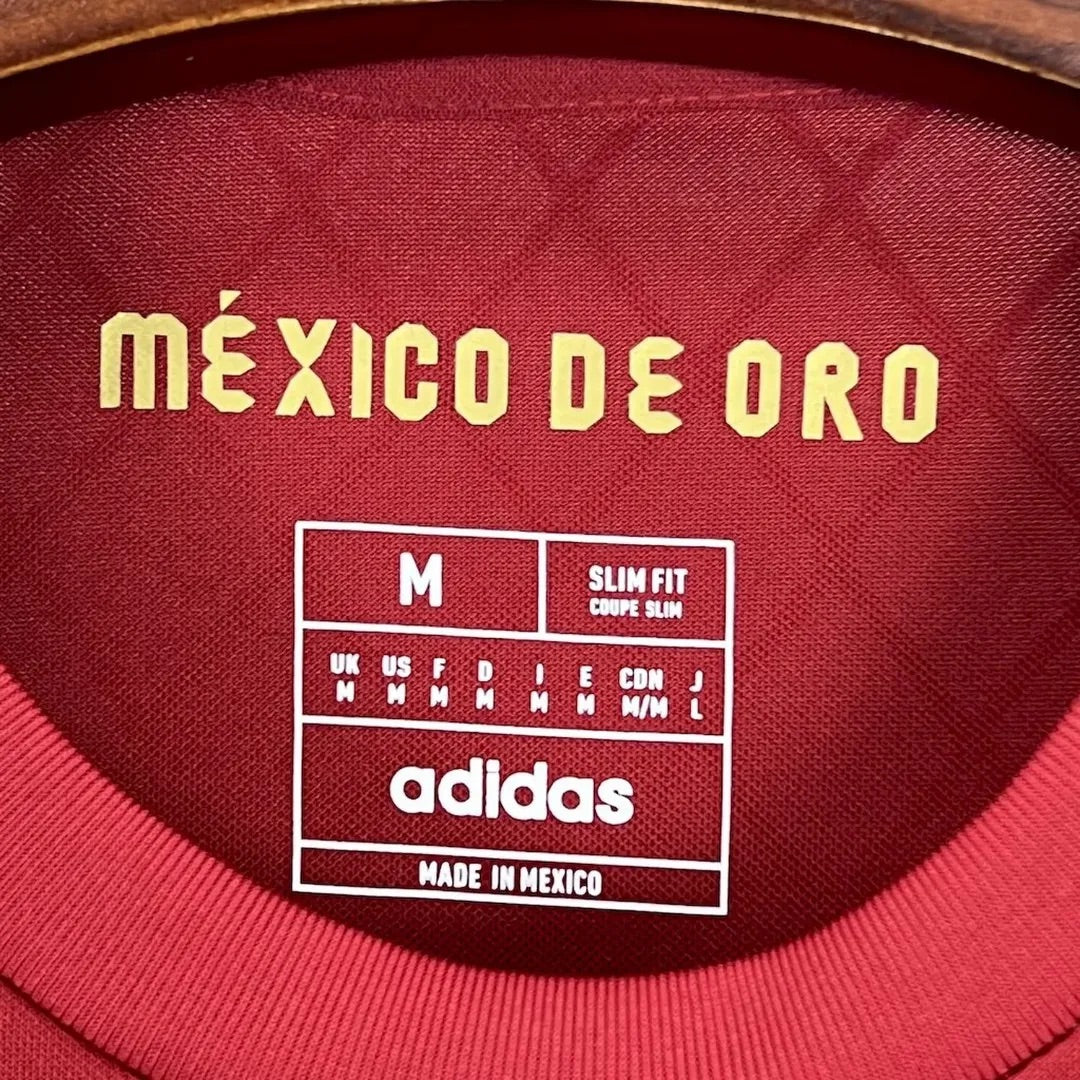 MÉXICO DE ORO
M
SLIM FIT
COUPE SLIM
UK US F D I E CDN J
M M M M M M M/M L
adidas
MADE IN MEXICO